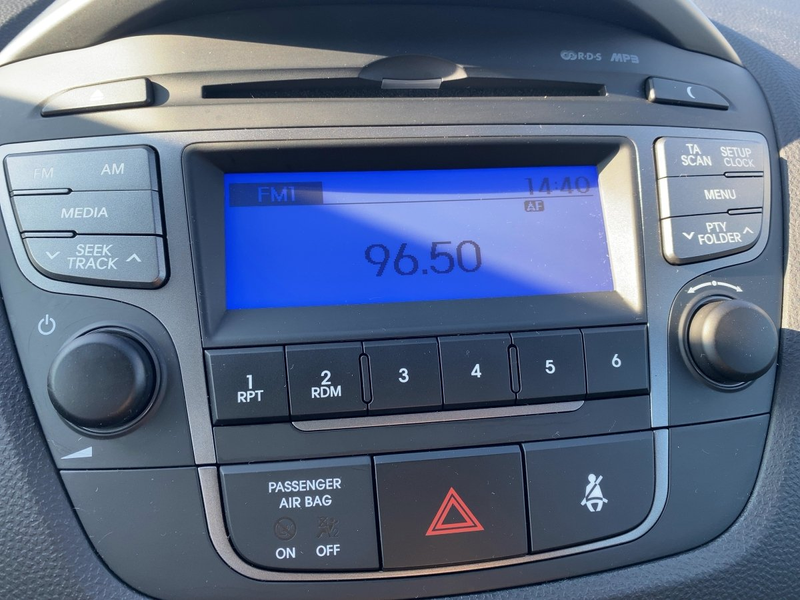 RDS MP3
FM AM
TA SCAN
SETUP CLOCK
MEDIA
MENU
SEEK TRACK
PTY FOLDER
FM1
14:40
AF
96.50
1 RPT
2 RDM
3
4
5
6
PASSENGER
AIR BAG
ON OFF